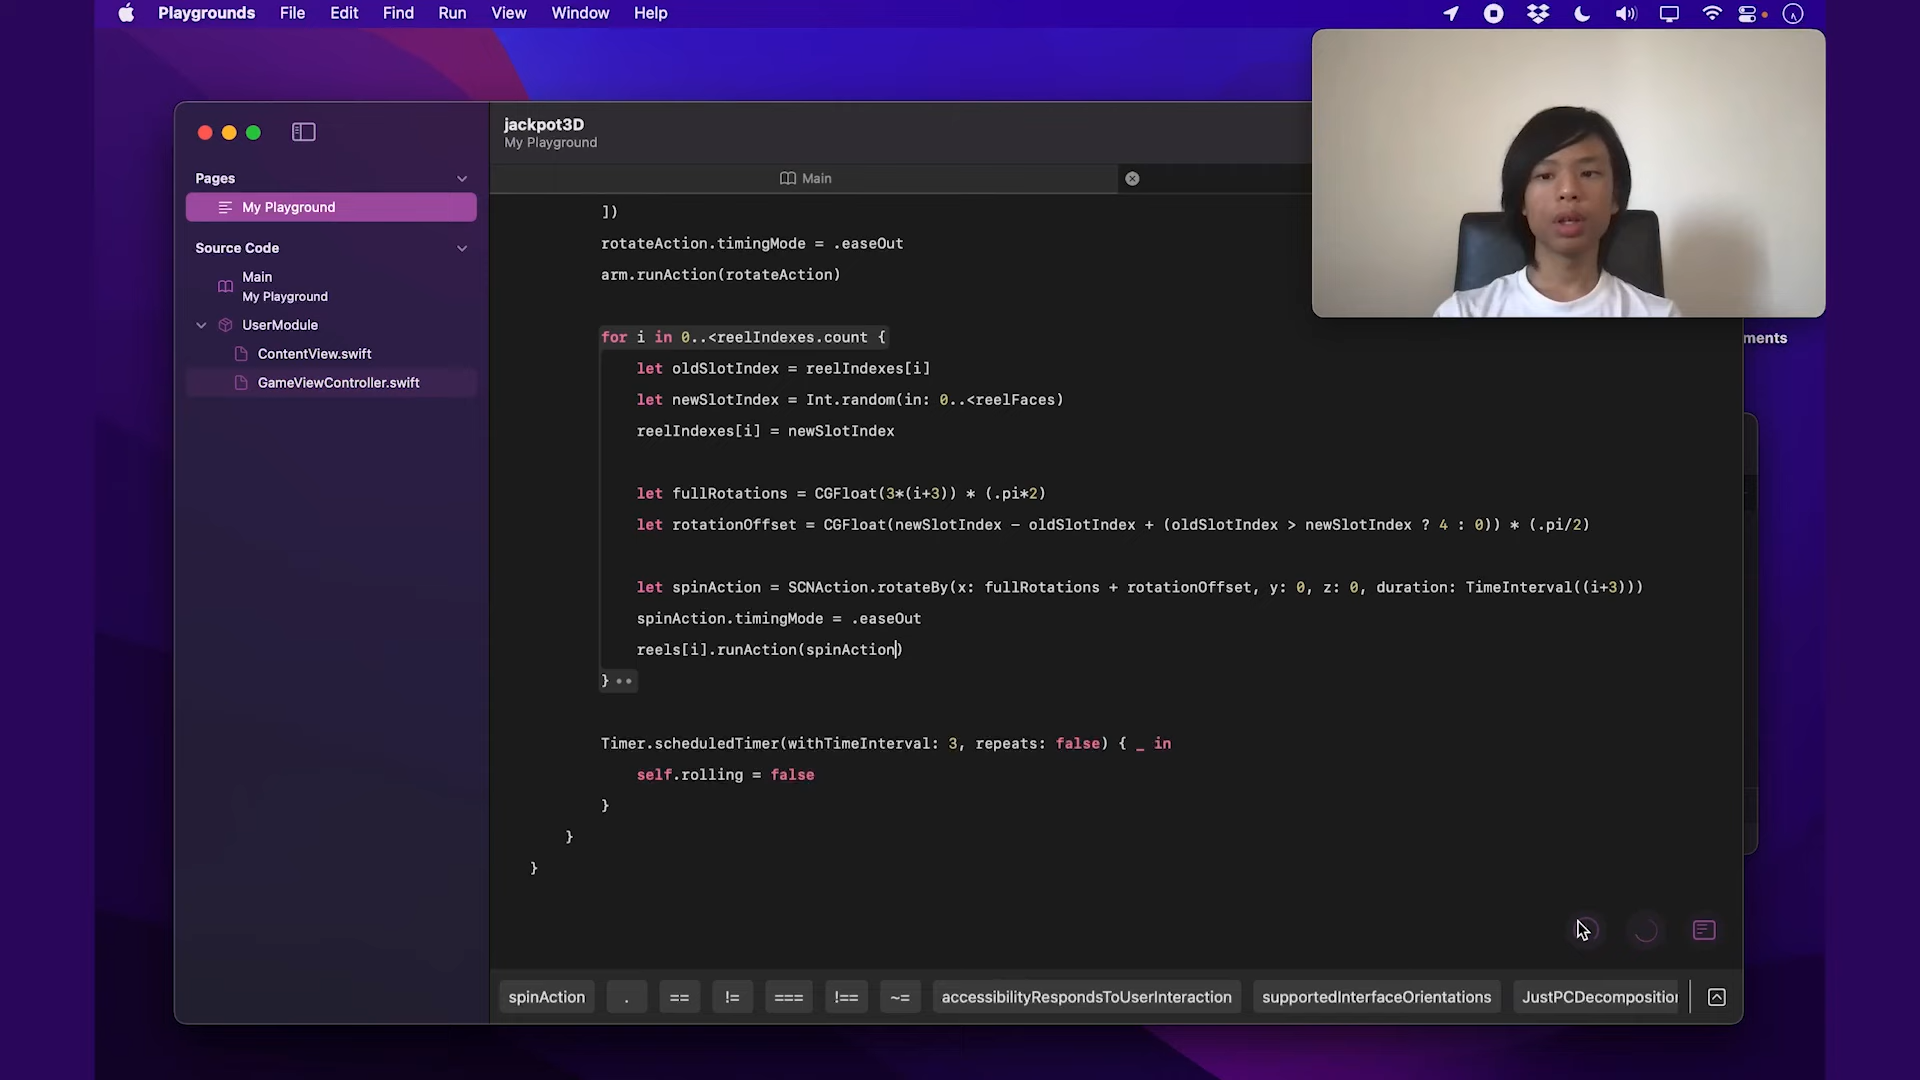 Playgrounds File Edit Find Run View Window Help
jackpot3D
My Playground
Main
Pages
My Playground
Source Code
Main
My Playground
UserModule
ContentView.swift
GameViewController.swift
])
rotateAction.timingMode = .easeOut
arm.runAction(rotateAction)
for i in 0..<reelIndexes.count {
let oldSlotIndex = reelIndexes[i]
let newSlotIndex = Int.random(in: 0..<reelFaces)
reelIndexes[i] = newSlotIndex
let fullRotations = CGFloat(3*(i+3)) * (.pi*2)
let rotationOffset = CGFloat(newSlotIndex - oldSlotIndex + (oldSlotIndex > newSlotIndex ? 4 : 0)) * (.pi/2)
let spinAction = SCNAction.rotateBy(x: fullRotations + rotationOffset, y: 0, z: 0, duration: TimeInterval((i+3)))
spinAction.timingMode = .easeOut
reels[i].runAction(spinAction)
}
Timer.scheduledTimer(withTimeInterval: 3, repeats: false) { _ in
self.rolling = false
}
}
}
ments
spinAction . == != === !== ~= accessibilityRespondsToUserInteraction supportedInterfaceOrientations JustPCDecomposition